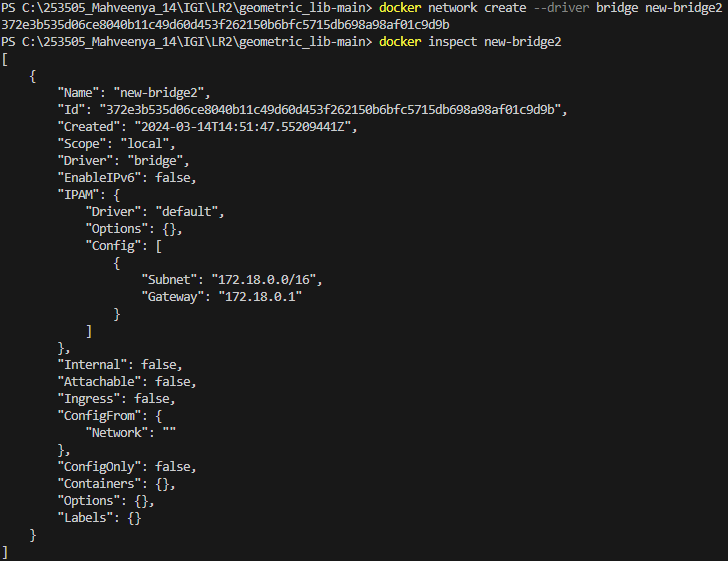 PS C:\253505_Mahveenya_14\IGI\LR2\geometric_lib-main> docker network create --driver bridge new-bridge2
372e3b535d06ce8040b11c49d60d453f262150b6bfc5715db698a98af01c9d9b
PS C:\253505_Mahveenya_14\IGI\LR2\geometric_lib-main> docker inspect new-bridge2
[
    {
        "Name": "new-bridge2",
        "Id": "372e3b535d06ce8040b11c49d60d453f262150b6bfc5715db698a98af01c9d9b",
        "Created": "2024-03-14T14:51:47.55209441Z",
        "Scope": "local",
        "Driver": "bridge",
        "EnableIPv6": false,
        "IPAM": {
            "Driver": "default",
            "Options": {},
            "Config": [
                {
                    "Subnet": "172.18.0.0/16",
                    "Gateway": "172.18.0.1"
                }
            ]
        },
        "Internal": false,
        "Attachable": false,
        "Ingress": false,
        "ConfigFrom": {
            "Network": ""
        },
        "ConfigOnly": false,
        "Containers": {},
        "Options": {},
        "Labels": {}
    }
]